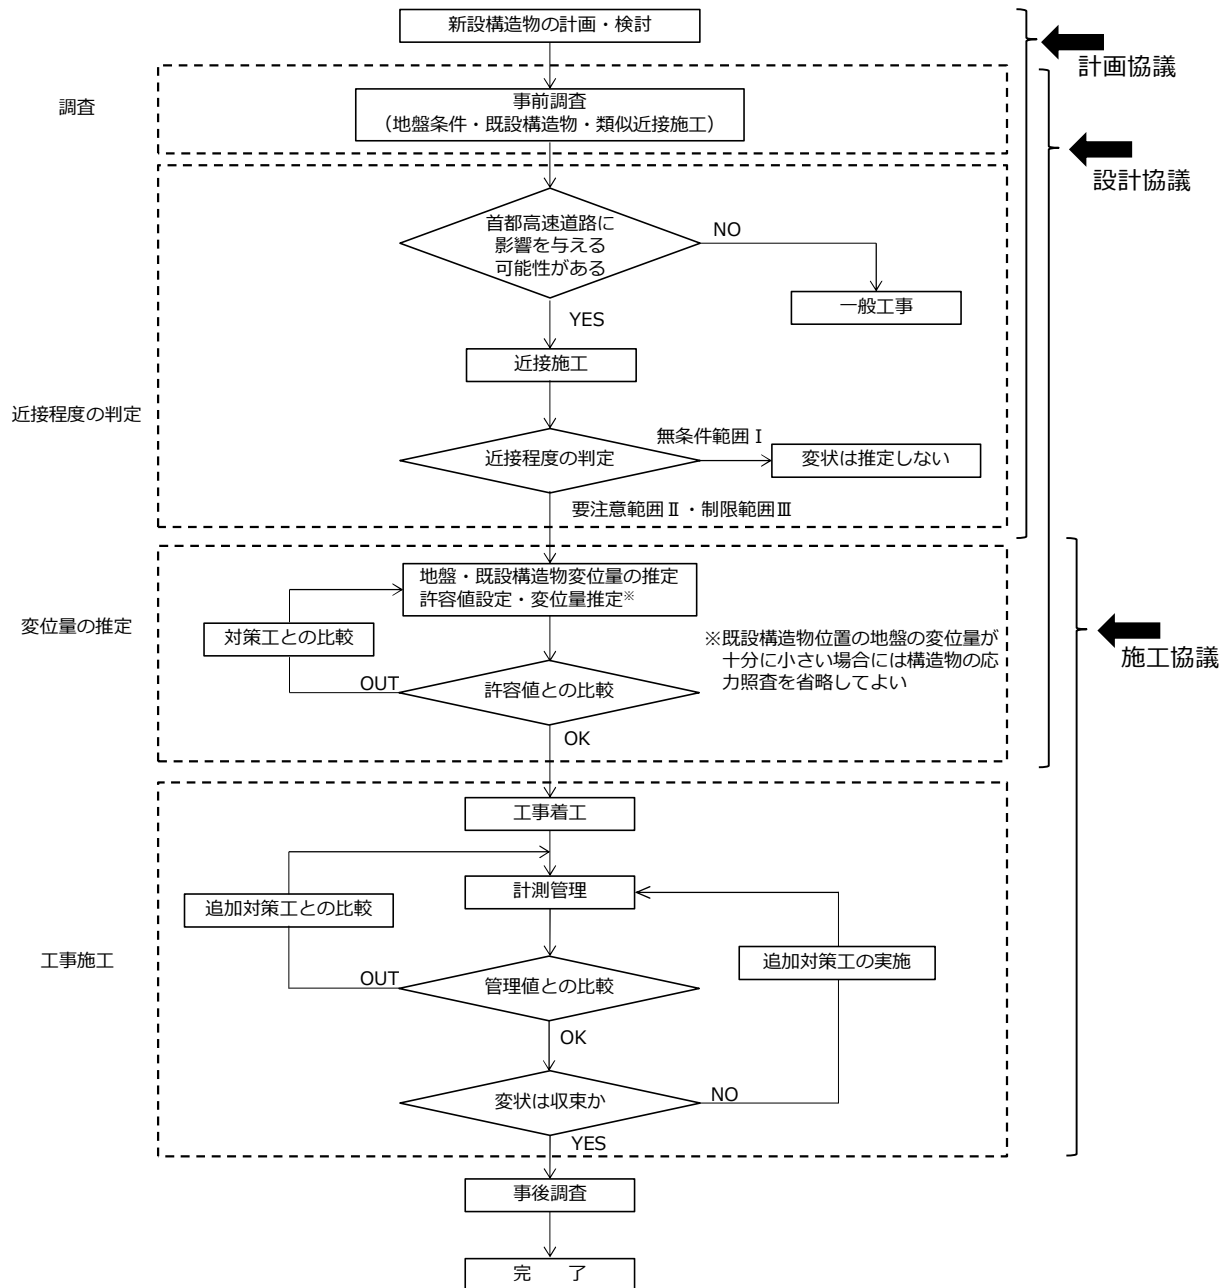 新設構造物の計画・検討
計画協議
調査
事前調査
（地盤条件・既設構造物・類似近接施工）
設計協議
首都高速道路に
影響を与える
可能性がある
NO
一般工事
YES
近接施工
近接程度の判定
無条件範囲Ⅰ
近接程度の判定
変状は推定しない
要注意範囲Ⅱ・制限範囲Ⅲ
地盤・既設構造物変位量の推定
許容値設定・変位量推定※
変位量の推定
対策工との比較
※既設構造物位置の地盤の変位量が
十分に小さい場合には構造物の応
力照査を省略してよい
施工協議
OUT
許容値との比較
OK
工事着工
計測管理
追加対策工との比較
工事施工
追加対策工の実施
OUT
管理値との比較
OK
変状は収束か
NO
YES
事後調査
完　了